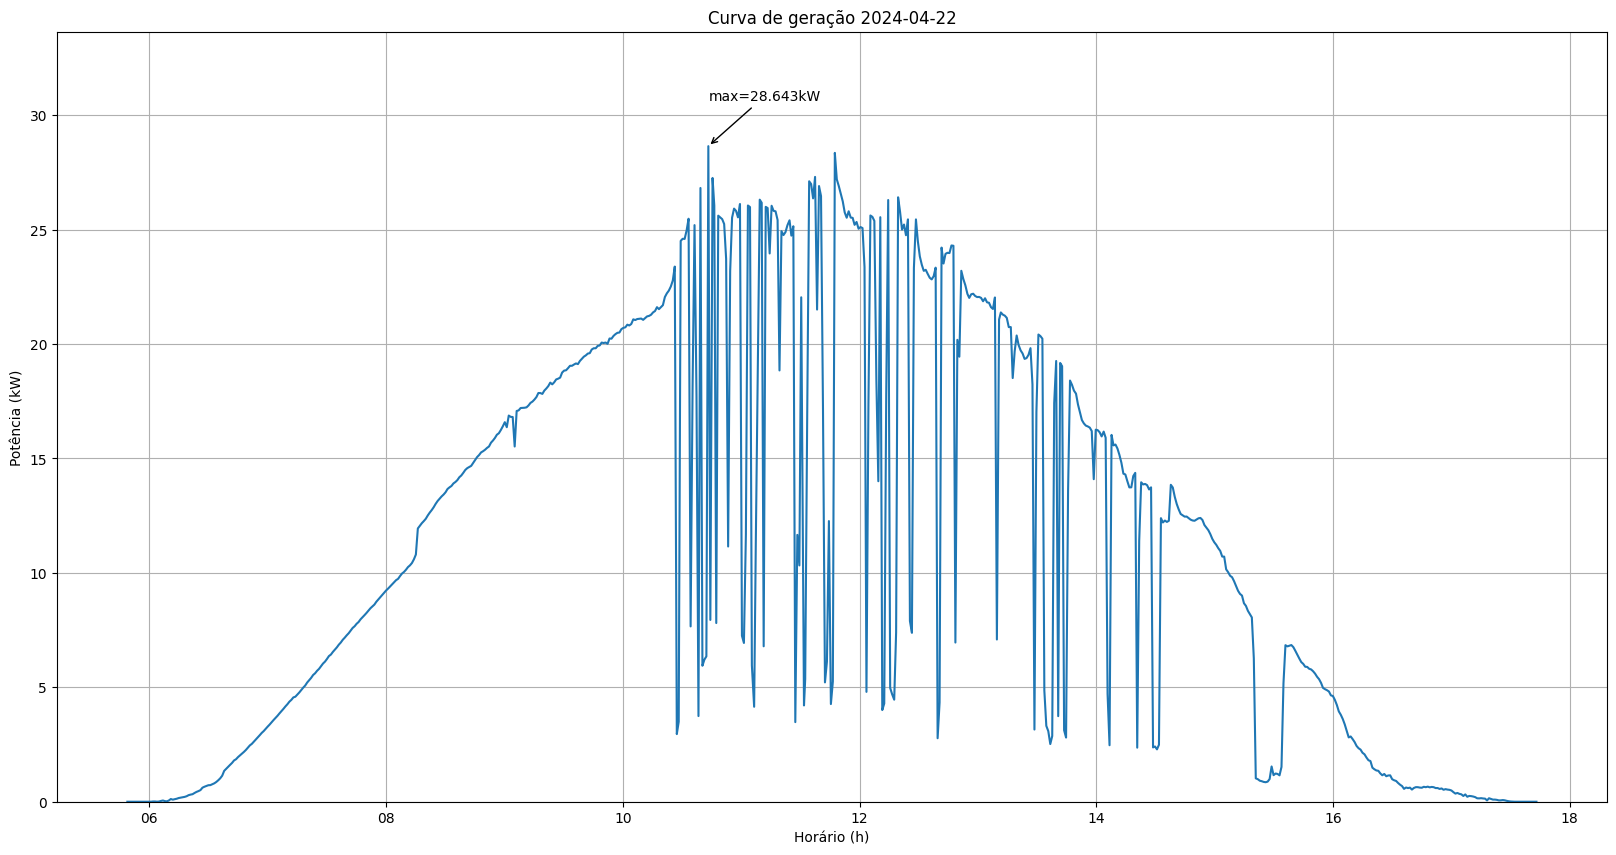 Curva de geração 2024-04-22
max=28.643kW
Potência (kW)
30
25
20
15
10
5
0
06 08 10 12 14 16 18
Horário (h)